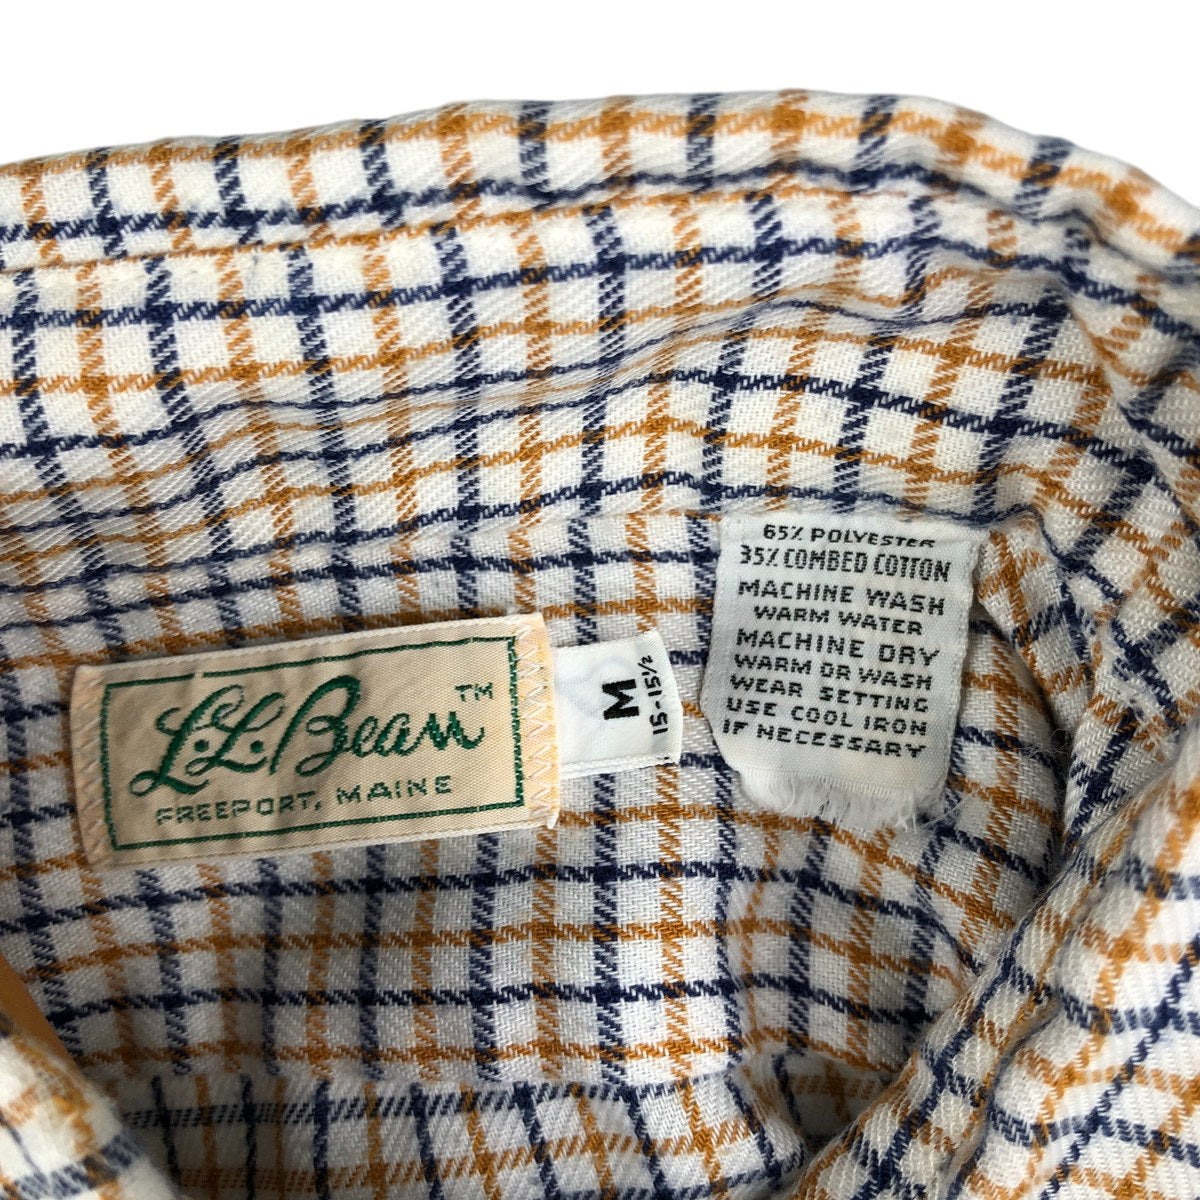 L.L.Bean™
FREEPORT, MAINE
M
15-15½
65% POLYESTER
35% COMBED COTTON
MACHINE WASH
WARM WATER
MACHINE DRY
WARM OR WASH
WEAR SETTING
USE COOL IRON
IF NECESSARY